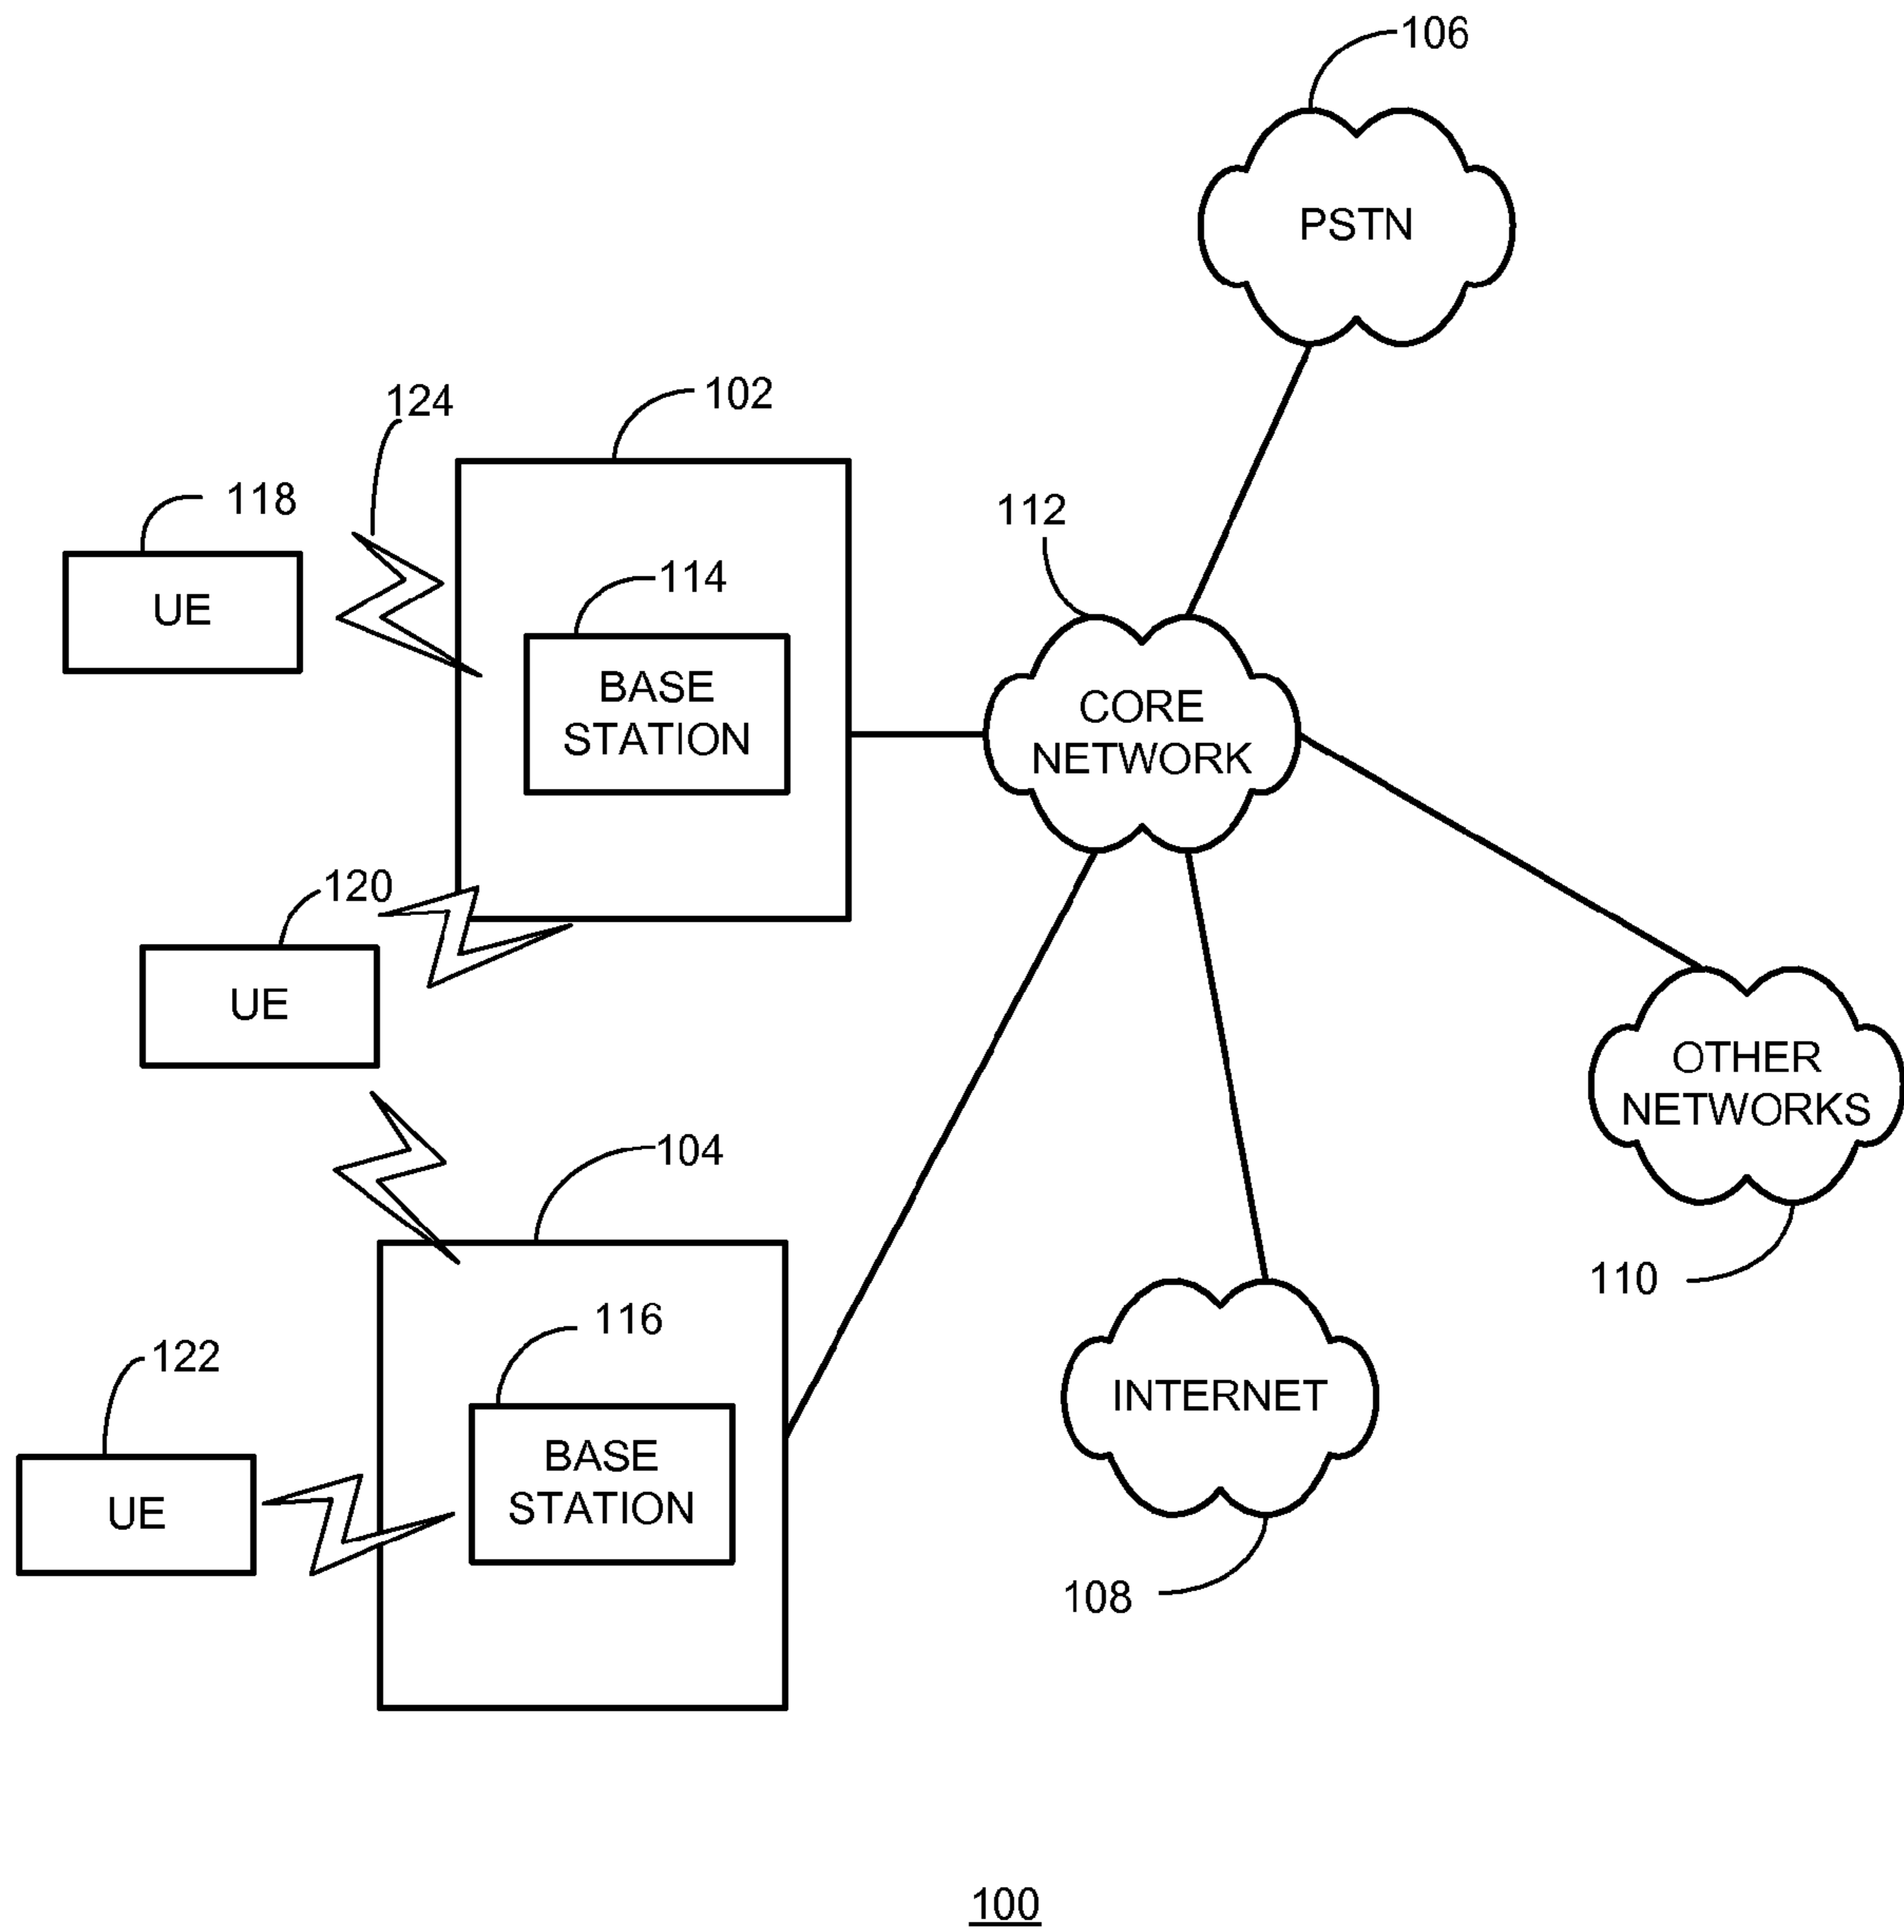 106
PSTN
102
124
118
112
UE
114
BASE
STATION
CORE
NETWORK
120
UE
OTHER
NETWORKS
104
110
116
122
INTERNET
BASE
STATION
UE
108
100